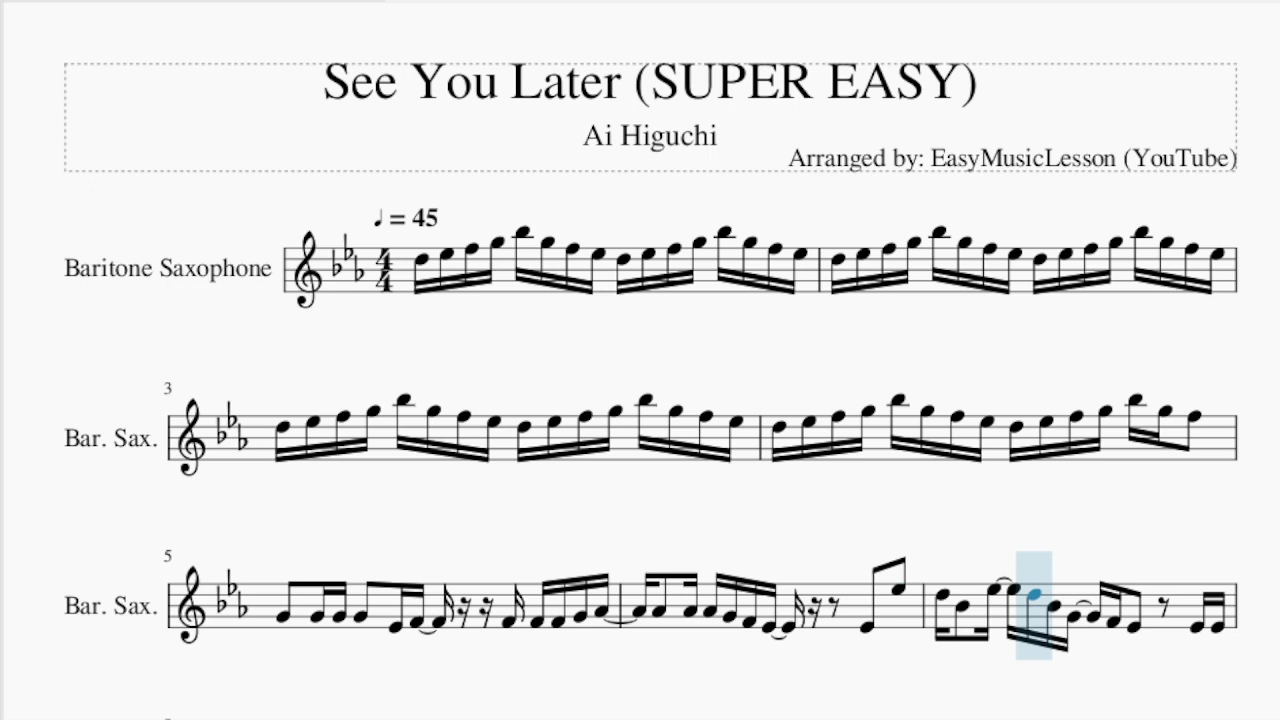 See You Later (SUPER EASY)
Ai Higuchi
Arranged by: EasyMusicLesson (YouTube)
♩ = 45
Baritone Saxophone
4
4
3
Bar. Sax.
5
Bar. Sax.